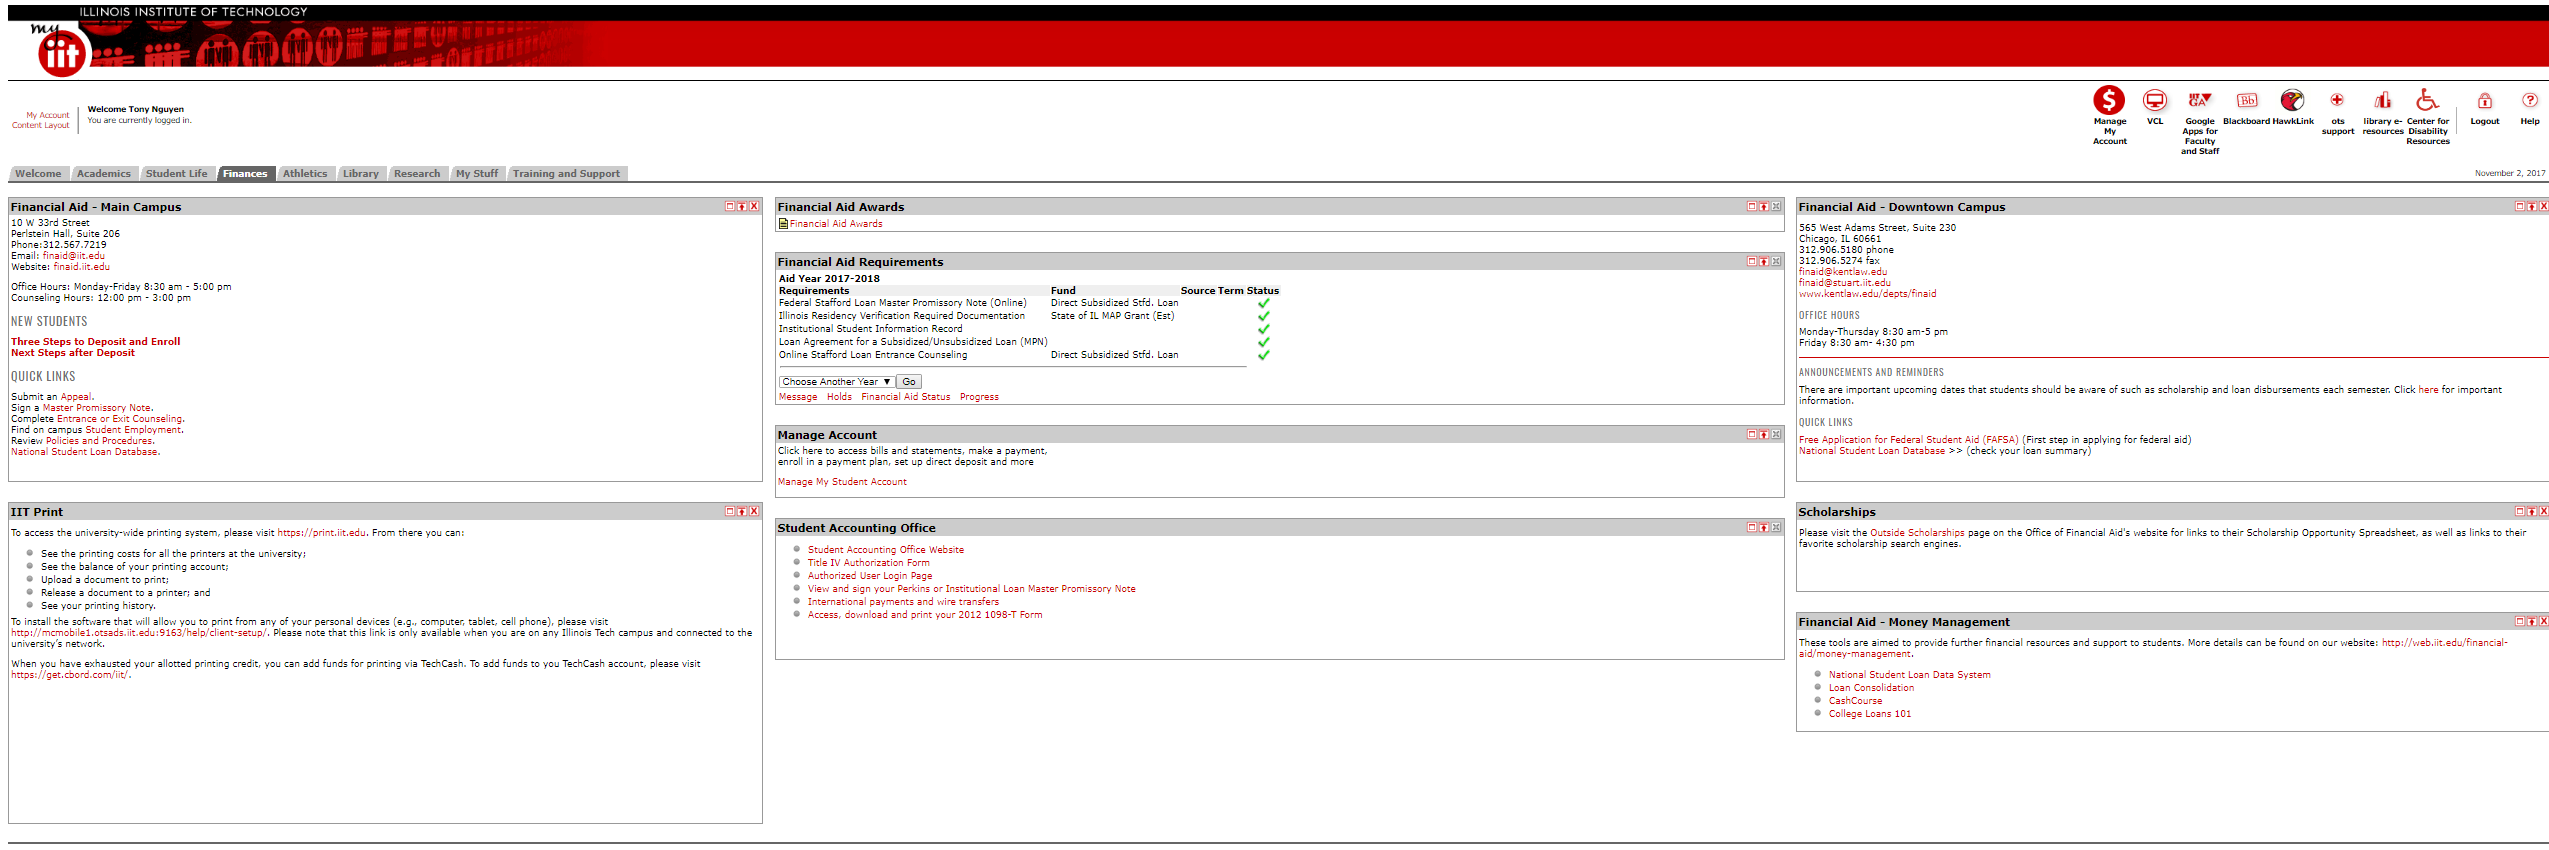 ILLINOIS INSTITUTE OF TECHNOLOGY
my
iit
My Account
Content Layout
Welcome Tony Nguyen
You are currently logged in.
Manage
My
Account
VCL
Google
Apps for
Faculty
and Staff
Blackboard
HawkLink
ots
support
library e-
resources
Center for
Disability
Resources
Logout
Help
Welcome
Academics
Student Life
Finances
Athletics
Library
Research
My Stuff
Training and Support
November 2, 2017
Financial Aid - Main Campus
10 W 33rd Street
Perlstein Hall, Suite 206
Phone:312.567.7219
Email: finaid@iit.edu
Website: finaid.iit.edu
Office Hours: Monday-Friday 8:30 am - 5:00 pm
Counseling Hours: 12:00 pm - 3:00 pm
NEW STUDENTS
Three Steps to Deposit and Enroll
Next Steps after Deposit
QUICK LINKS
Submit an Appeal.
Sign a Master Promissory Note.
Complete Entrance or Exit Counseling.
Find on campus Student Employment.
Review Policies and Procedures.
National Student Loan Database.
IIT Print
To access the university-wide printing system, please visit https://print.iit.edu. From there you can:
See the printing costs for all the printers at the university;
See the balance of your printing account;
Upload a document to print;
Release a document to a printer; and
See your printing history.
To install the software that will allow you to print from any of your personal devices (e.g., computer, tablet, cell phone), please visit
http://mcmobile1.otsads.iit.edu:9163/help/client-setup/. Please note that this link is only available when you are on any Illinois Tech campus and connected to the
university's network.
When you have exhausted your allotted printing credit, you can add funds for printing via TechCash. To add funds to you TechCash account, please visit
https://get.cbord.com/iit/.
Financial Aid Awards
Financial Aid Awards
Financial Aid Requirements
Aid Year 2017-2018
Requirements Fund Source Term Status
Federal Stafford Loan Master Promissory Note (Online) Direct Subsidized Stfd. Loan
Illinois Residency Verification Required Documentation State of IL MAP Grant (Est)
Institutional Student Information Record
Loan Agreement for a Subsidized/Unsubsidized Loan (MPN)
Online Stafford Loan Entrance Counseling Direct Subsidized Stfd. Loan
Choose Another Year Go
Message Holds Financial Aid Status Progress
Manage Account
Click here to access bills and statements, make a payment,
enroll in a payment plan, set up direct deposit and more
Manage My Student Account
Student Accounting Office
Student Accounting Office Website
Title IV Authorization Form
Authorized User Login Page
View and sign your Perkins or Institutional Loan Master Promissory Note
International payments and wire transfers
Access, download and print your 2012 1098-T Form
Financial Aid - Downtown Campus
565 West Adams Street, Suite 230
Chicago, IL 60661
312.906.5180 phone
312.906.5274 fax
finaid@kentlaw.edu
finaid@stuart.iit.edu
www.kentlaw.edu/depts/finaid
OFFICE HOURS
Monday-Thursday 8:30 am-5 pm
Friday 8:30 am- 4:30 pm
ANNOUNCEMENTS AND REMINDERS
There are important upcoming dates that students should be aware of such as scholarship and loan disbursements each semester. Click here for important
information.
QUICK LINKS
Free Application for Federal Student Aid (FAFSA) (First step in applying for federal aid)
National Student Loan Database >> (check your loan summary)
Scholarships
Please visit the Outside Scholarships page on the Office of Financial Aid's website for links to their Scholarship Opportunity Spreadsheet, as well as links to their
favorite scholarship search engines.
Financial Aid - Money Management
These tools are aimed to provide further financial resources and support to students. More details can be found on our website: http://web.iit.edu/financial-
aid/money-management.
National Student Loan Data System
Loan Consolidation
CashCourse
College Loans 101